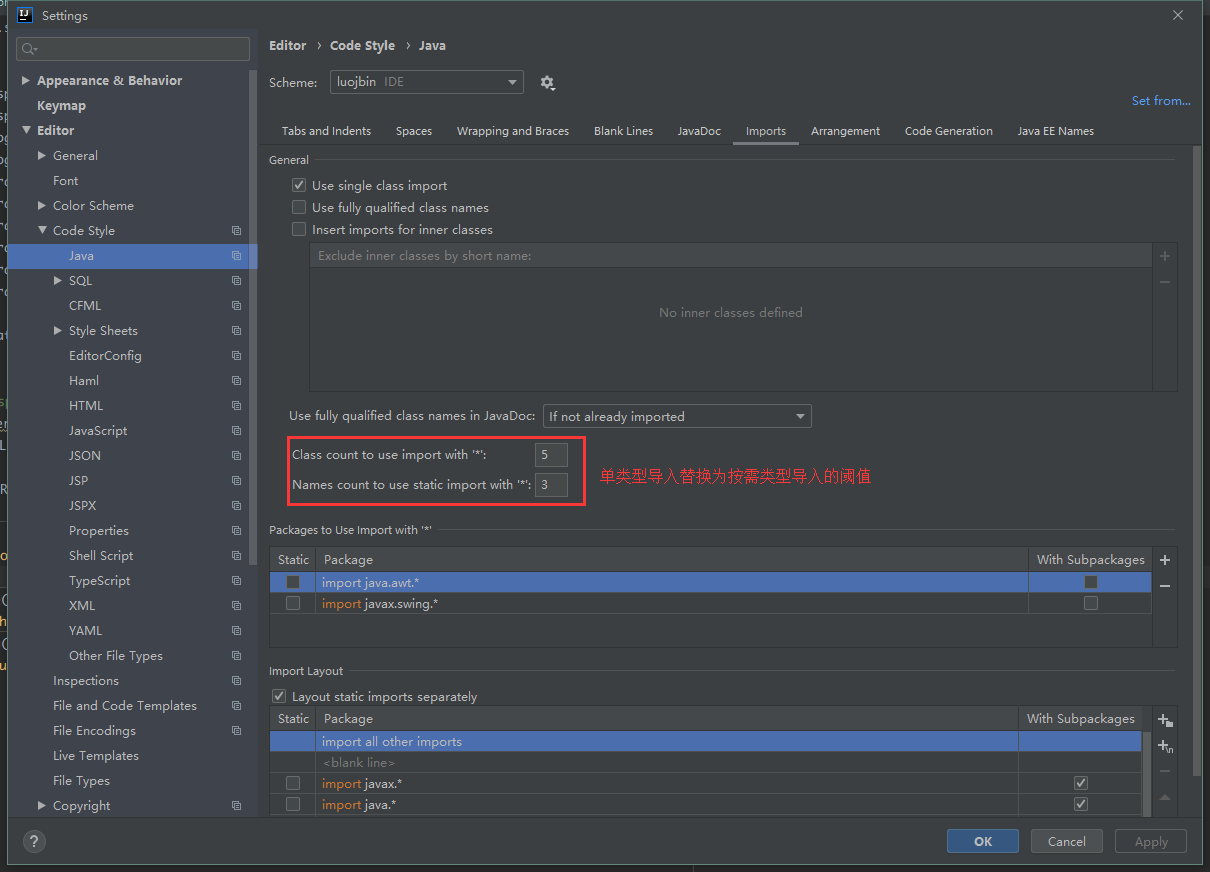 Settings
Appearance & Behavior
Keymap
Editor
General
Font
Color Scheme
Code Style
Java
SQL
CFML
Style Sheets
EditorConfig
Haml
HTML
JavaScript
JSON
JSP
JSPX
Properties
Shell Script
TypeScript
XML
YAML
Other File Types
Inspections
File and Code Templates
File Encodings
Live Templates
File Types
Copyright
Editor › Code Style › Java
Scheme: luojbin IDE
Set from...
Tabs and Indents Spaces Wrapping and Braces Blank Lines JavaDoc Imports Arrangement Code Generation Java EE Names
General
Use single class import
Use fully qualified class names
Insert imports for inner classes
Exclude inner classes by short name:
No inner classes defined
Use fully qualified class names in JavaDoc: If not already imported
Class count to use import with '*': 5
Names count to use static import with '*': 3
单类型导入替换为按需类型导入的阈值
Packages to Use Import with '*'
Static Package With Subpackages
import java.awt.*
import javax.swing.*
Import Layout
Layout static imports separately
Static Package With Subpackages
import all other imports
<blank line>
import javax.*
import java.*
?
OK Cancel Apply